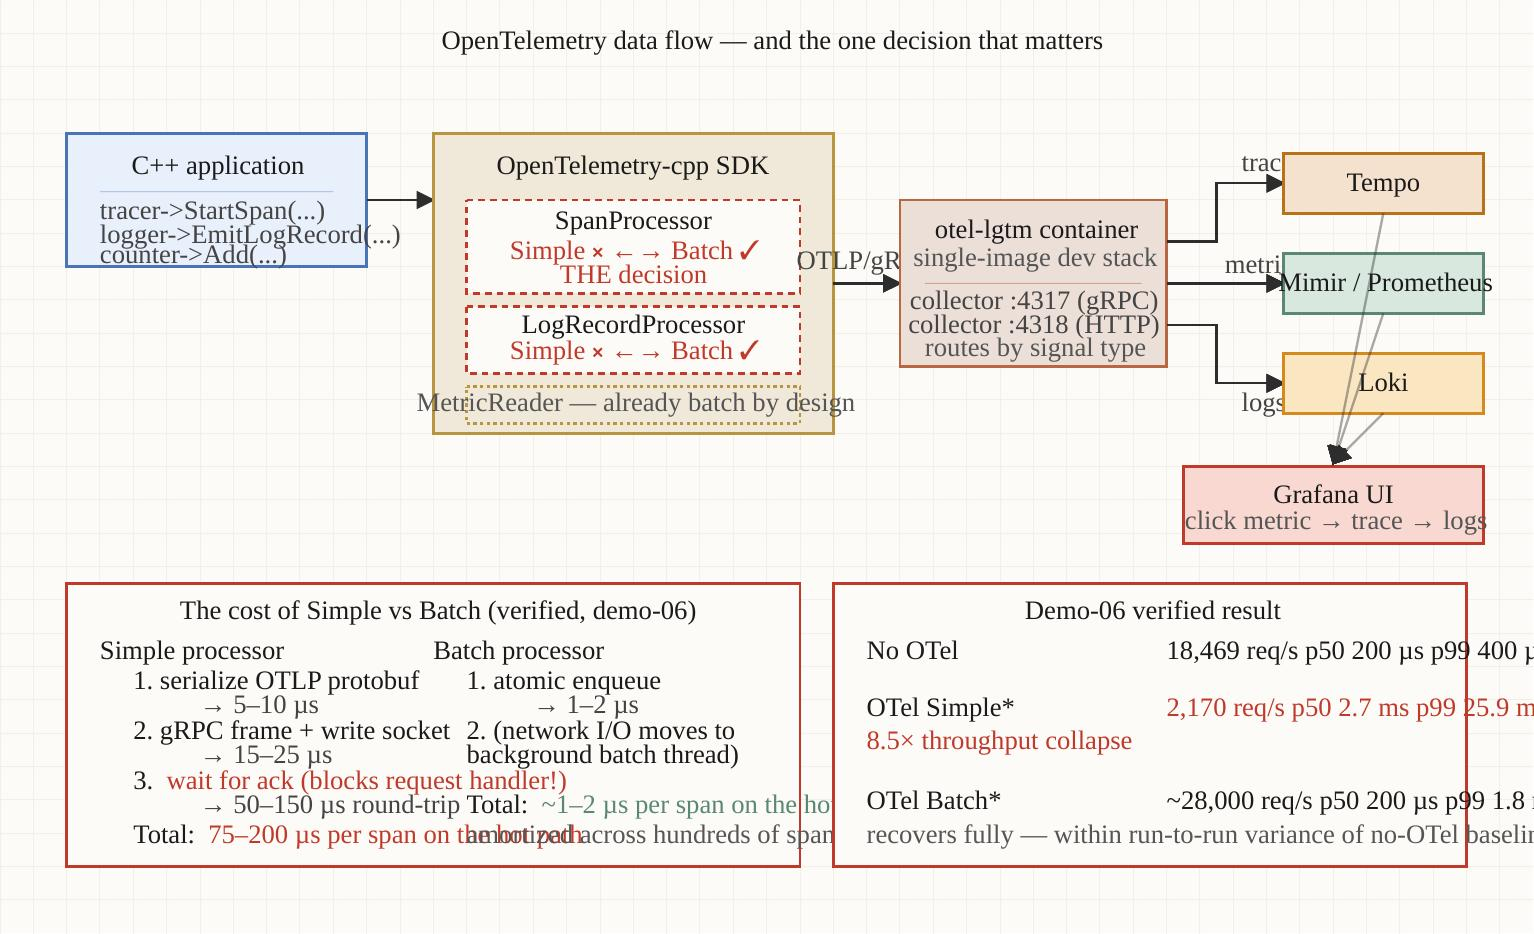 OpenTelemetry data flow — and the one decision that matters
C++ application
tracer->StartSpan(...)
logger->EmitLogRecord(...)
counter->Add(...)
OpenTelemetry-cpp SDK
SpanProcessor
Simple × ←→ Batch ✓
THE decision
LogRecordProcessor
Simple × ←→ Batch ✓
MetricReader — already batch by design
OTLP/gR
otel-lgtm container
single-image dev stack
collector :4317 (gRPC)
collector :4318 (HTTP)
routes by signal type
trac
Tempo
metri
Mimir / Prometheus
logs
Loki
Grafana UI
click metric → trace → logs
The cost of Simple vs Batch (verified, demo-06)
Simple processor
1. serialize OTLP protobuf
→ 5–10 µs
2. gRPC frame + write socket
→ 15–25 µs
3. wait for ack (blocks request handler!)
→ 50–150 µs round-trip
Total: 75–200 µs per span on the hot path
Batch processor
1. atomic enqueue
→ 1–2 µs
2. (network I/O moves to
background batch thread)
Total: ~1–2 µs per span on the ho
amortized across hundreds of span
Demo-06 verified result
No OTel 18,469 req/s p50 200 µs p99 400 µ
OTel Simple* 2,170 req/s p50 2.7 ms p99 25.9 m
8.5× throughput collapse
OTel Batch* ~28,000 req/s p50 200 µs p99 1.8
recovers fully — within run-to-run variance of no-OTel baselin